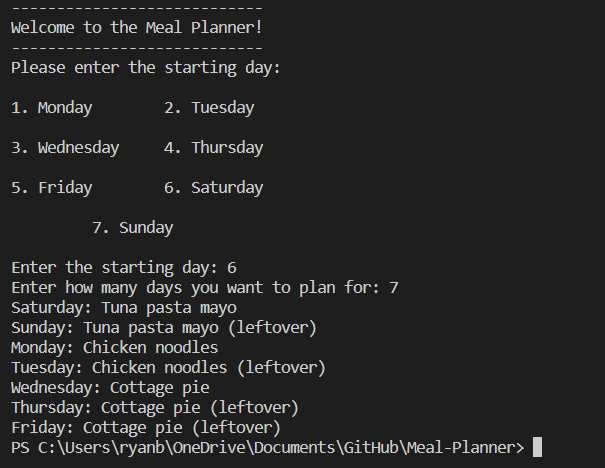 ----------------------------
Welcome to the Meal Planner!
----------------------------
Please enter the starting day:
1. Monday        2. Tuesday
3. Wednesday     4. Thursday
5. Friday        6. Saturday
         7. Sunday
Enter the starting day: 6
Enter how many days you want to plan for: 7
Saturday: Tuna pasta mayo
Sunday: Tuna pasta mayo (leftover)
Monday: Chicken noodles
Tuesday: Chicken noodles (leftover)
Wednesday: Cottage pie
Thursday: Cottage pie (leftover)
Friday: Cottage pie (leftover)
PS C:\Users\ryanb\OneDrive\Documents\GitHub\Meal-Planner>